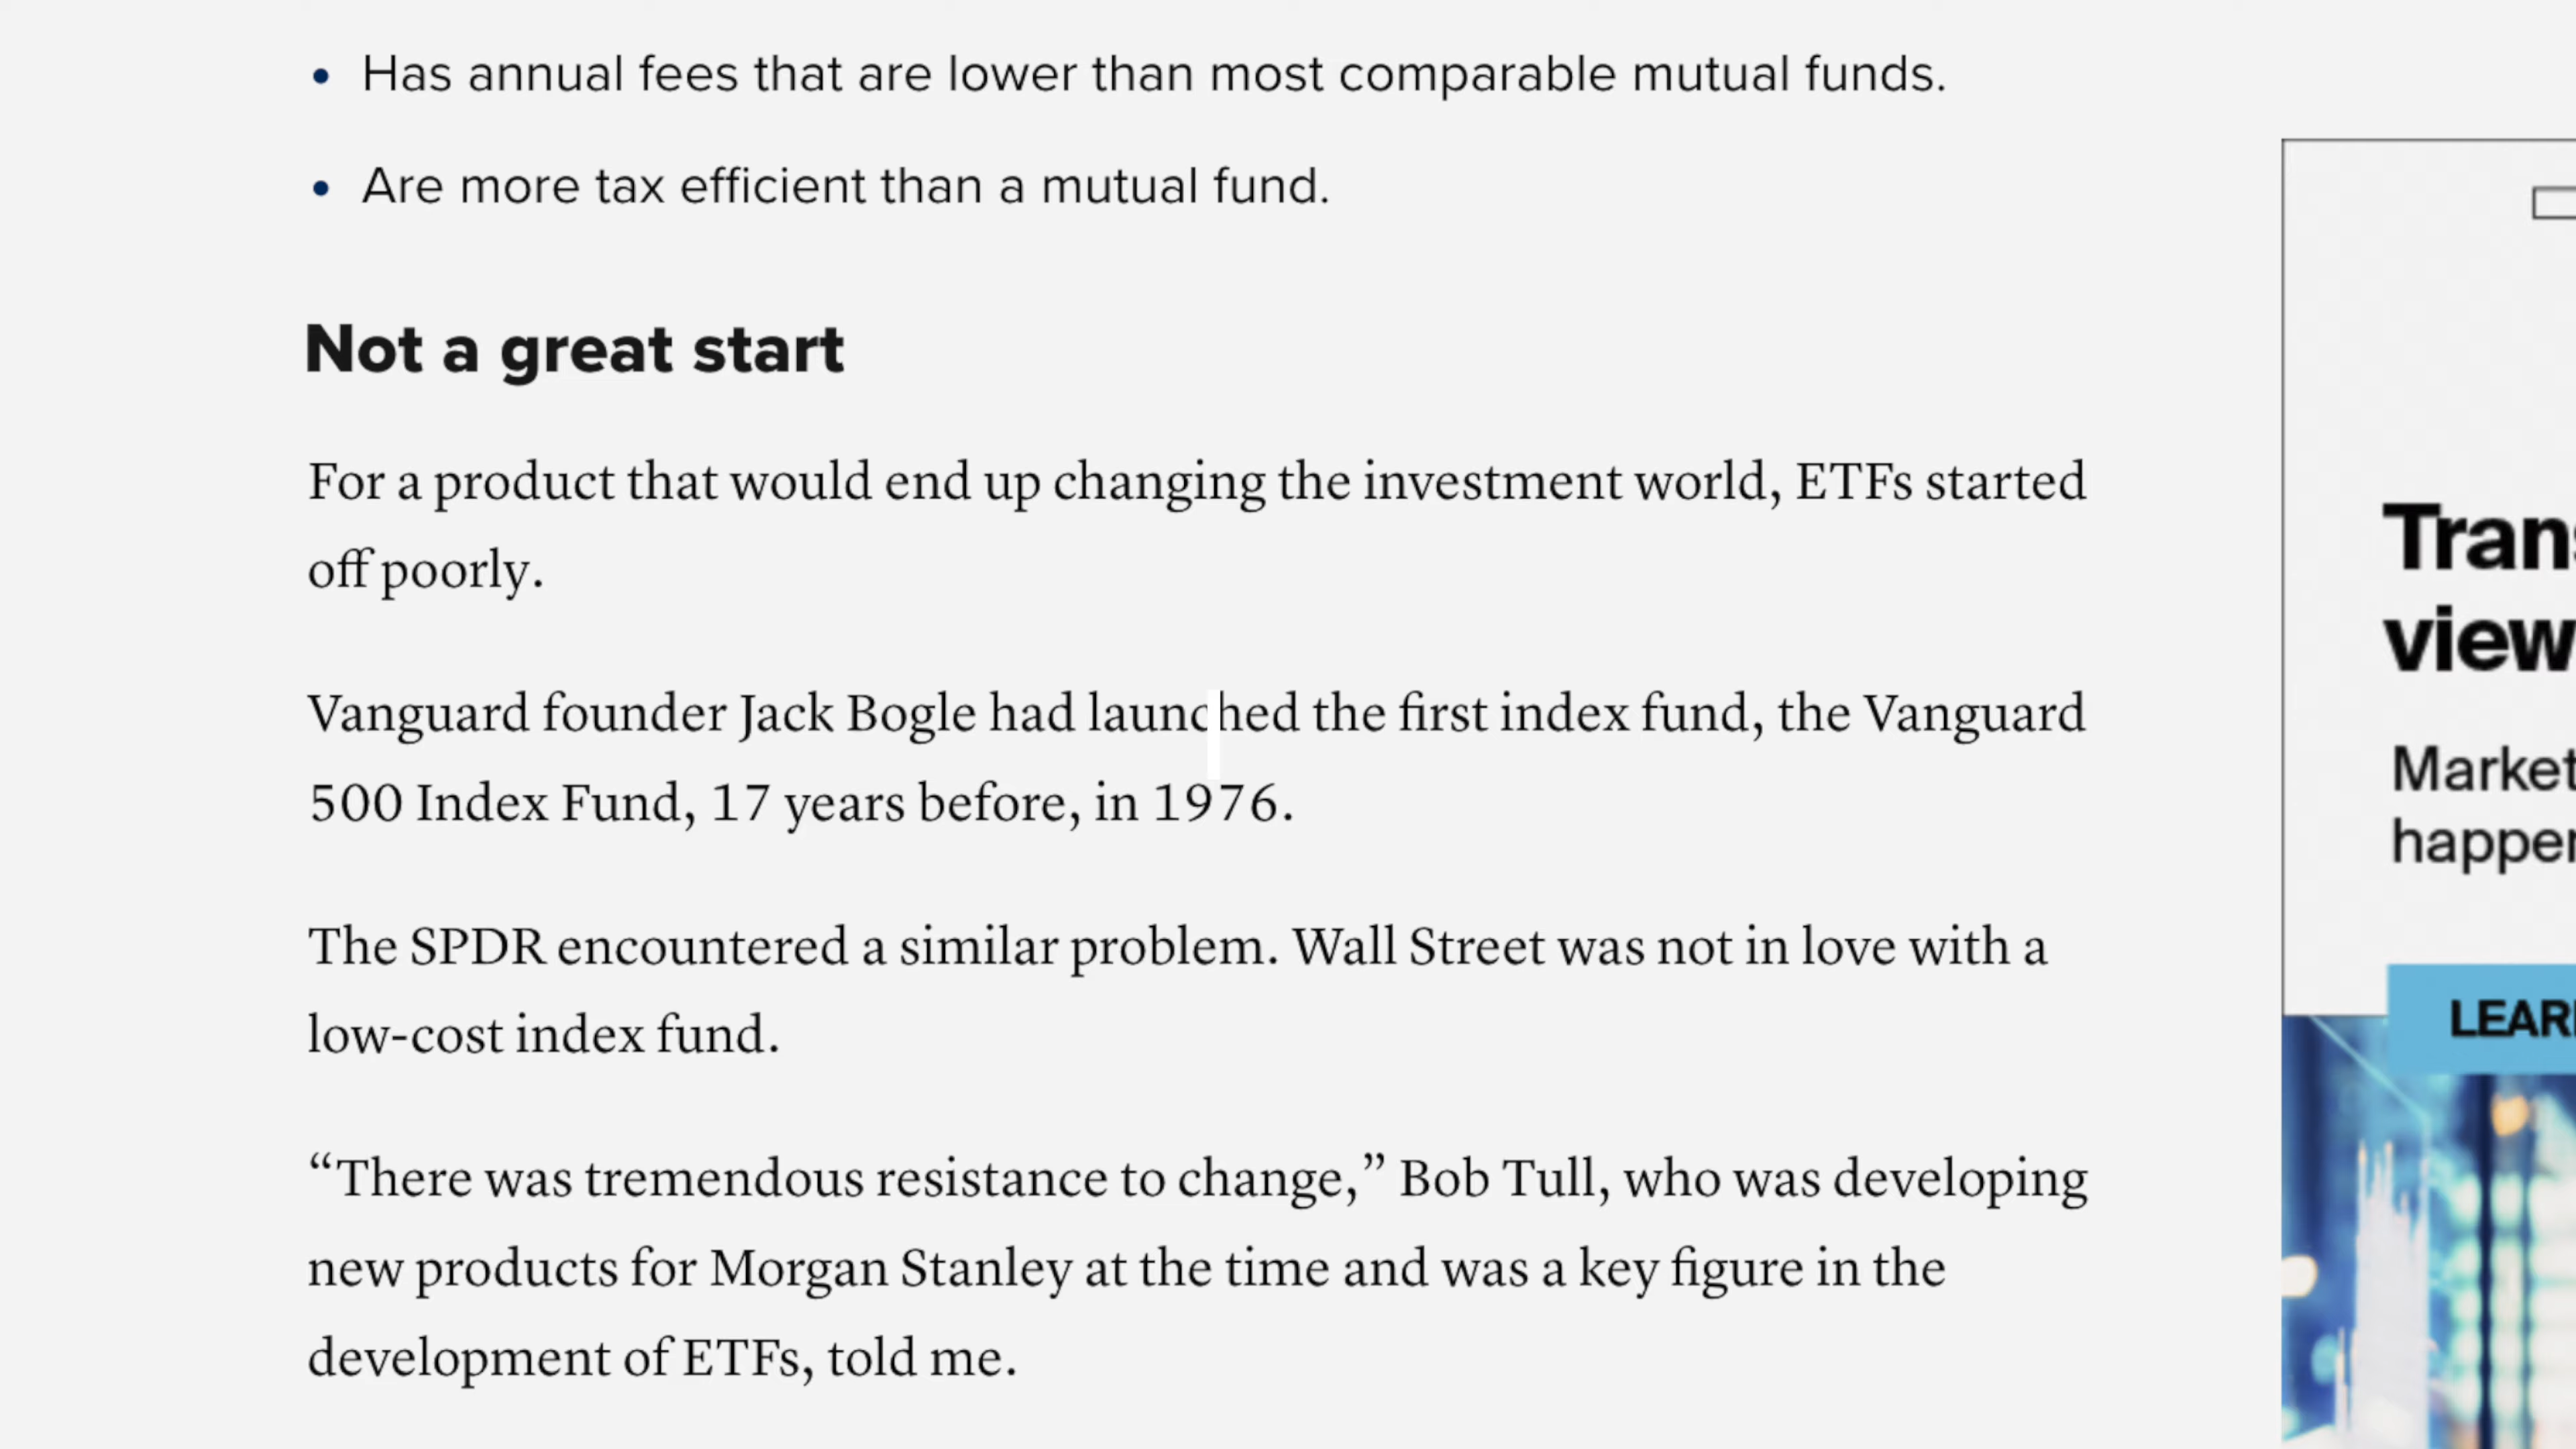 • Has annual fees that are lower than most comparable mutual funds.
• Are more tax efficient than a mutual fund.
Not a great start
For a product that would end up changing the investment world, ETFs started
off poorly.
Vanguard founder Jack Bogle had launched the first index fund, the Vanguard
500 Index Fund, 17 years before, in 1976.
The SPDR encountered a similar problem. Wall Street was not in love with a
low-cost index fund.
“There was tremendous resistance to change,” Bob Tull, who was developing
new products for Morgan Stanley at the time and was a key figure in the
development of ETFs, told me.
view
Market